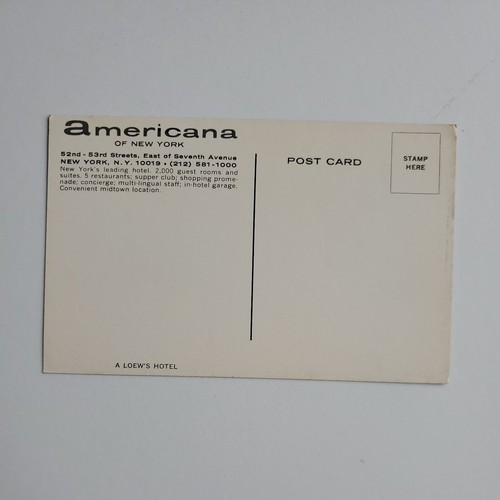 americana
OF NEW YORK
52nd - 53rd Streets, East of Seventh Avenue
NEW YORK, N.Y. 10019 • (212) 581-1000
New York's leading hotel. 2,000 guest rooms and
suites. 5 restaurants; supper club; shopping prome-
nade; concierge; multi-lingual staff; in-hotel garage.
Convenient midtown location.
POST CARD
STAMP
HERE
A LOEW'S HOTEL